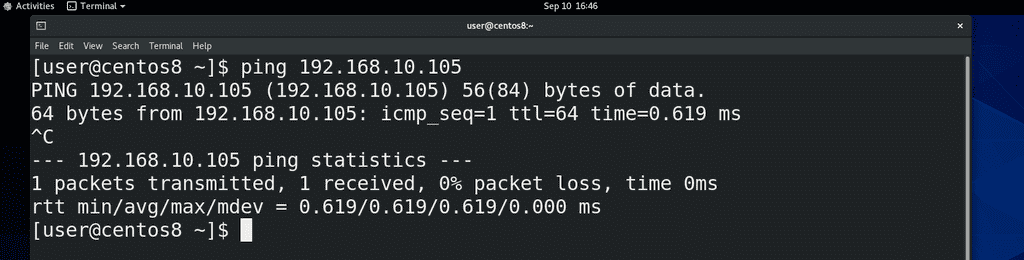 Activities Terminal Sep 10 16:46
user@centos8:~ ×
File Edit View Search Terminal Help
[user@centos8 ~]$ ping 192.168.10.105
PING 192.168.10.105 (192.168.10.105) 56(84) bytes of data.
64 bytes from 192.168.10.105: icmp_seq=1 ttl=64 time=0.619 ms
^C
--- 192.168.10.105 ping statistics ---
1 packets transmitted, 1 received, 0% packet loss, time 0ms
rtt min/avg/max/mdev = 0.619/0.619/0.619/0.000 ms
[user@centos8 ~]$